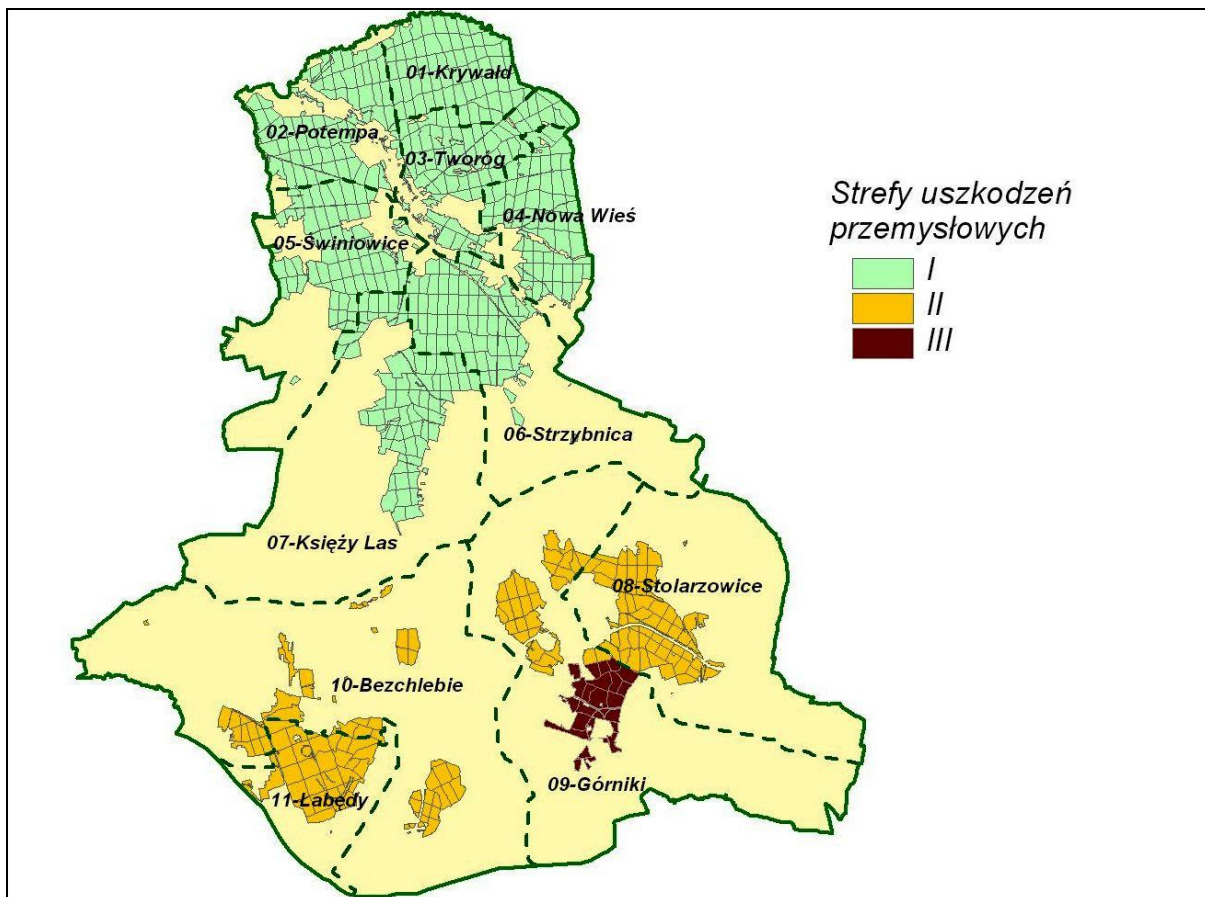 01-Krywałd
02-Potempa
03-Tworóg
04-Nowa Wieś
05-Świniowice
06-Strzybnica
07-Księży Las
08-Stolarzowice
10-Bezchlebie
09-Górniki
11-Łabędy
Strefy uszkodzeń
przemysłowych
I
II
III